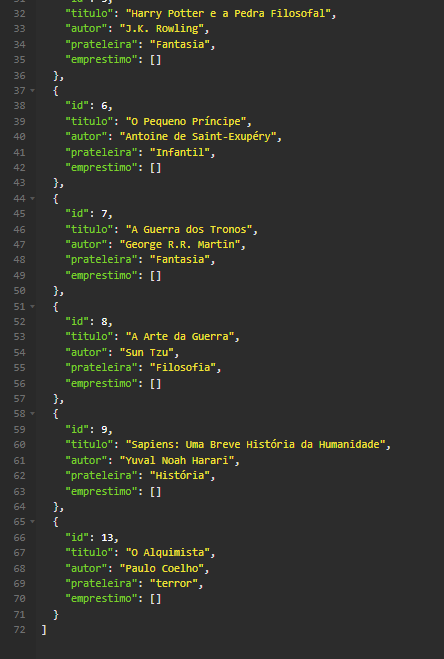 32 "titulo": "Harry Potter e a Pedra Filosofal",
33 "autor": "J.K. Rowling",
34 "prateleira": "Fantasia",
35 "emprestimo": []
36 },
37 {
38 "id": 6,
39 "titulo": "O Pequeno Príncipe",
40 "autor": "Antoine de Saint-Exupéry",
41 "prateleira": "Infantil",
42 "emprestimo": []
43 },
44 {
45 "id": 7,
46 "titulo": "A Guerra dos Tronos",
47 "autor": "George R.R. Martin",
48 "prateleira": "Fantasia",
49 "emprestimo": []
50 },
51 {
52 "id": 8,
53 "titulo": "A Arte da Guerra",
54 "autor": "Sun Tzu",
55 "prateleira": "Filosofia",
56 "emprestimo": []
57 },
58 {
59 "id": 9,
60 "titulo": "Sapiens: Uma Breve História da Humanidade",
61 "autor": "Yuval Noah Harari",
62 "prateleira": "História",
63 "emprestimo": []
64 },
65 {
66 "id": 13,
67 "titulo": "O Alquimista",
68 "autor": "Paulo Coelho",
69 "prateleira": "terror",
70 "emprestimo": []
71 }
72 ]